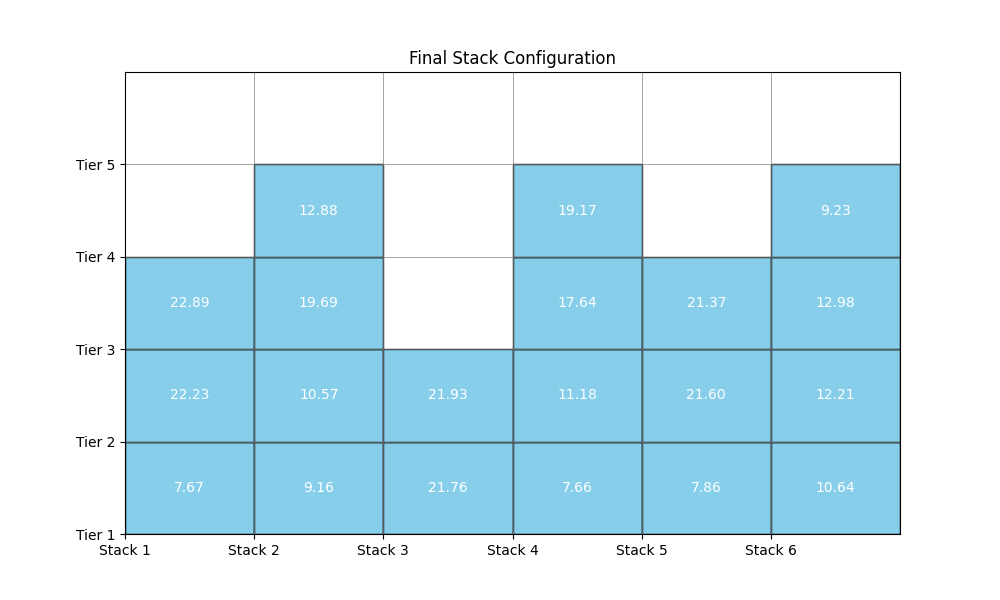 Final Stack Configuration
Tier 5
12.88 19.17 9.23
Tier 4
22.89 19.69 17.64 21.37 12.98
Tier 3
22.23 10.57 21.93 11.18 21.60 12.21
Tier 2
7.67 9.16 21.76 7.66 7.86 10.64
Tier 1
Stack 1 Stack 2 Stack 3 Stack 4 Stack 5 Stack 6